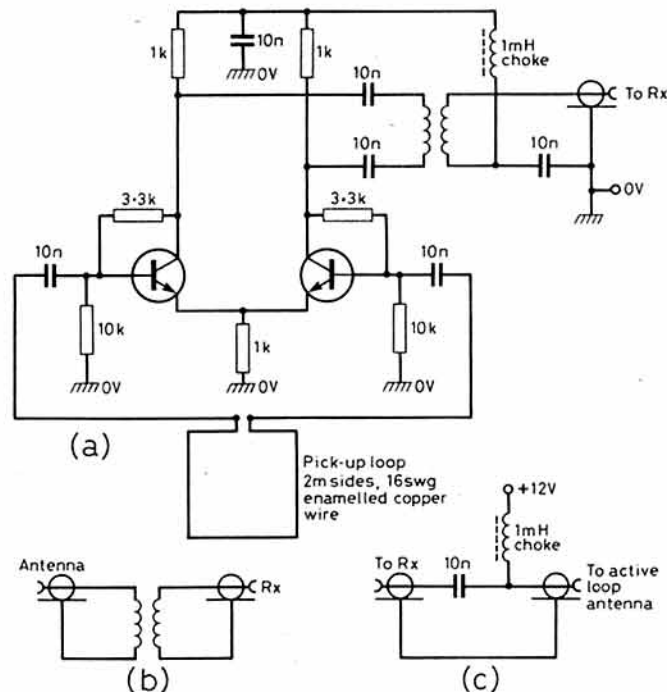 1k
10n
0V
1k
1mH
choke
10n
10n
To Rx
10n
0V
3·3k
3·3k
10n
10n
10k
1k
10k
0V
0V
0V
(a)
Pick-up loop
2m sides, 16swg
enamelled copper
wire
+12V
1mH
choke
Antenna
Rx
To Rx
10n
To active
loop
antenna
(b)
(c)